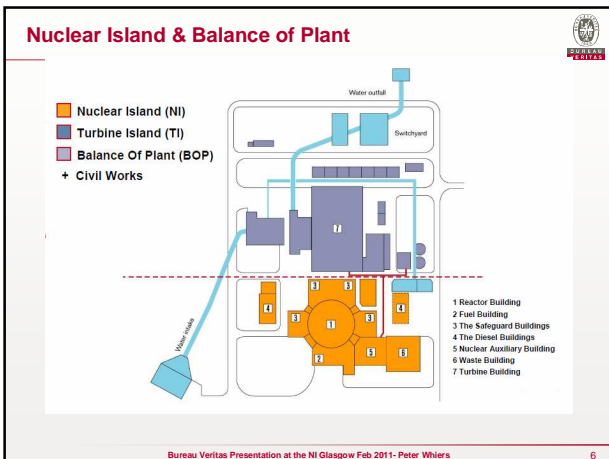 Nuclear Island & Balance of Plant
BUREAU
VERITAS
Nuclear Island (NI)
Turbine Island (TI)
Balance Of Plant (BOP)
+ Civil Works
Water outfall
Switchyard
7
Water intake
3 3
4
3 1 3
4
2 5 6
1 Reactor Building
2 Fuel Building
3 The Safeguard Buildings
4 The Diesel Buildings
5 Nuclear Auxiliary Building
6 Waste Building
7 Turbine Building
Bureau Veritas Presentation at the NI Glasgow Feb 2011- Peter Whiers
6